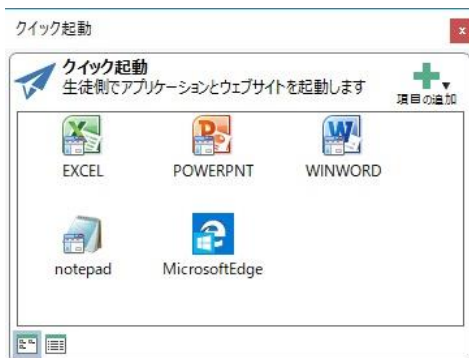 クイック起動
x
クイック起動
生徒側でアプリケーションとウェブサイトを起動します
項目の追加
EXCEL
POWERPNT
WINWORD
notepad
MicrosoftEdge